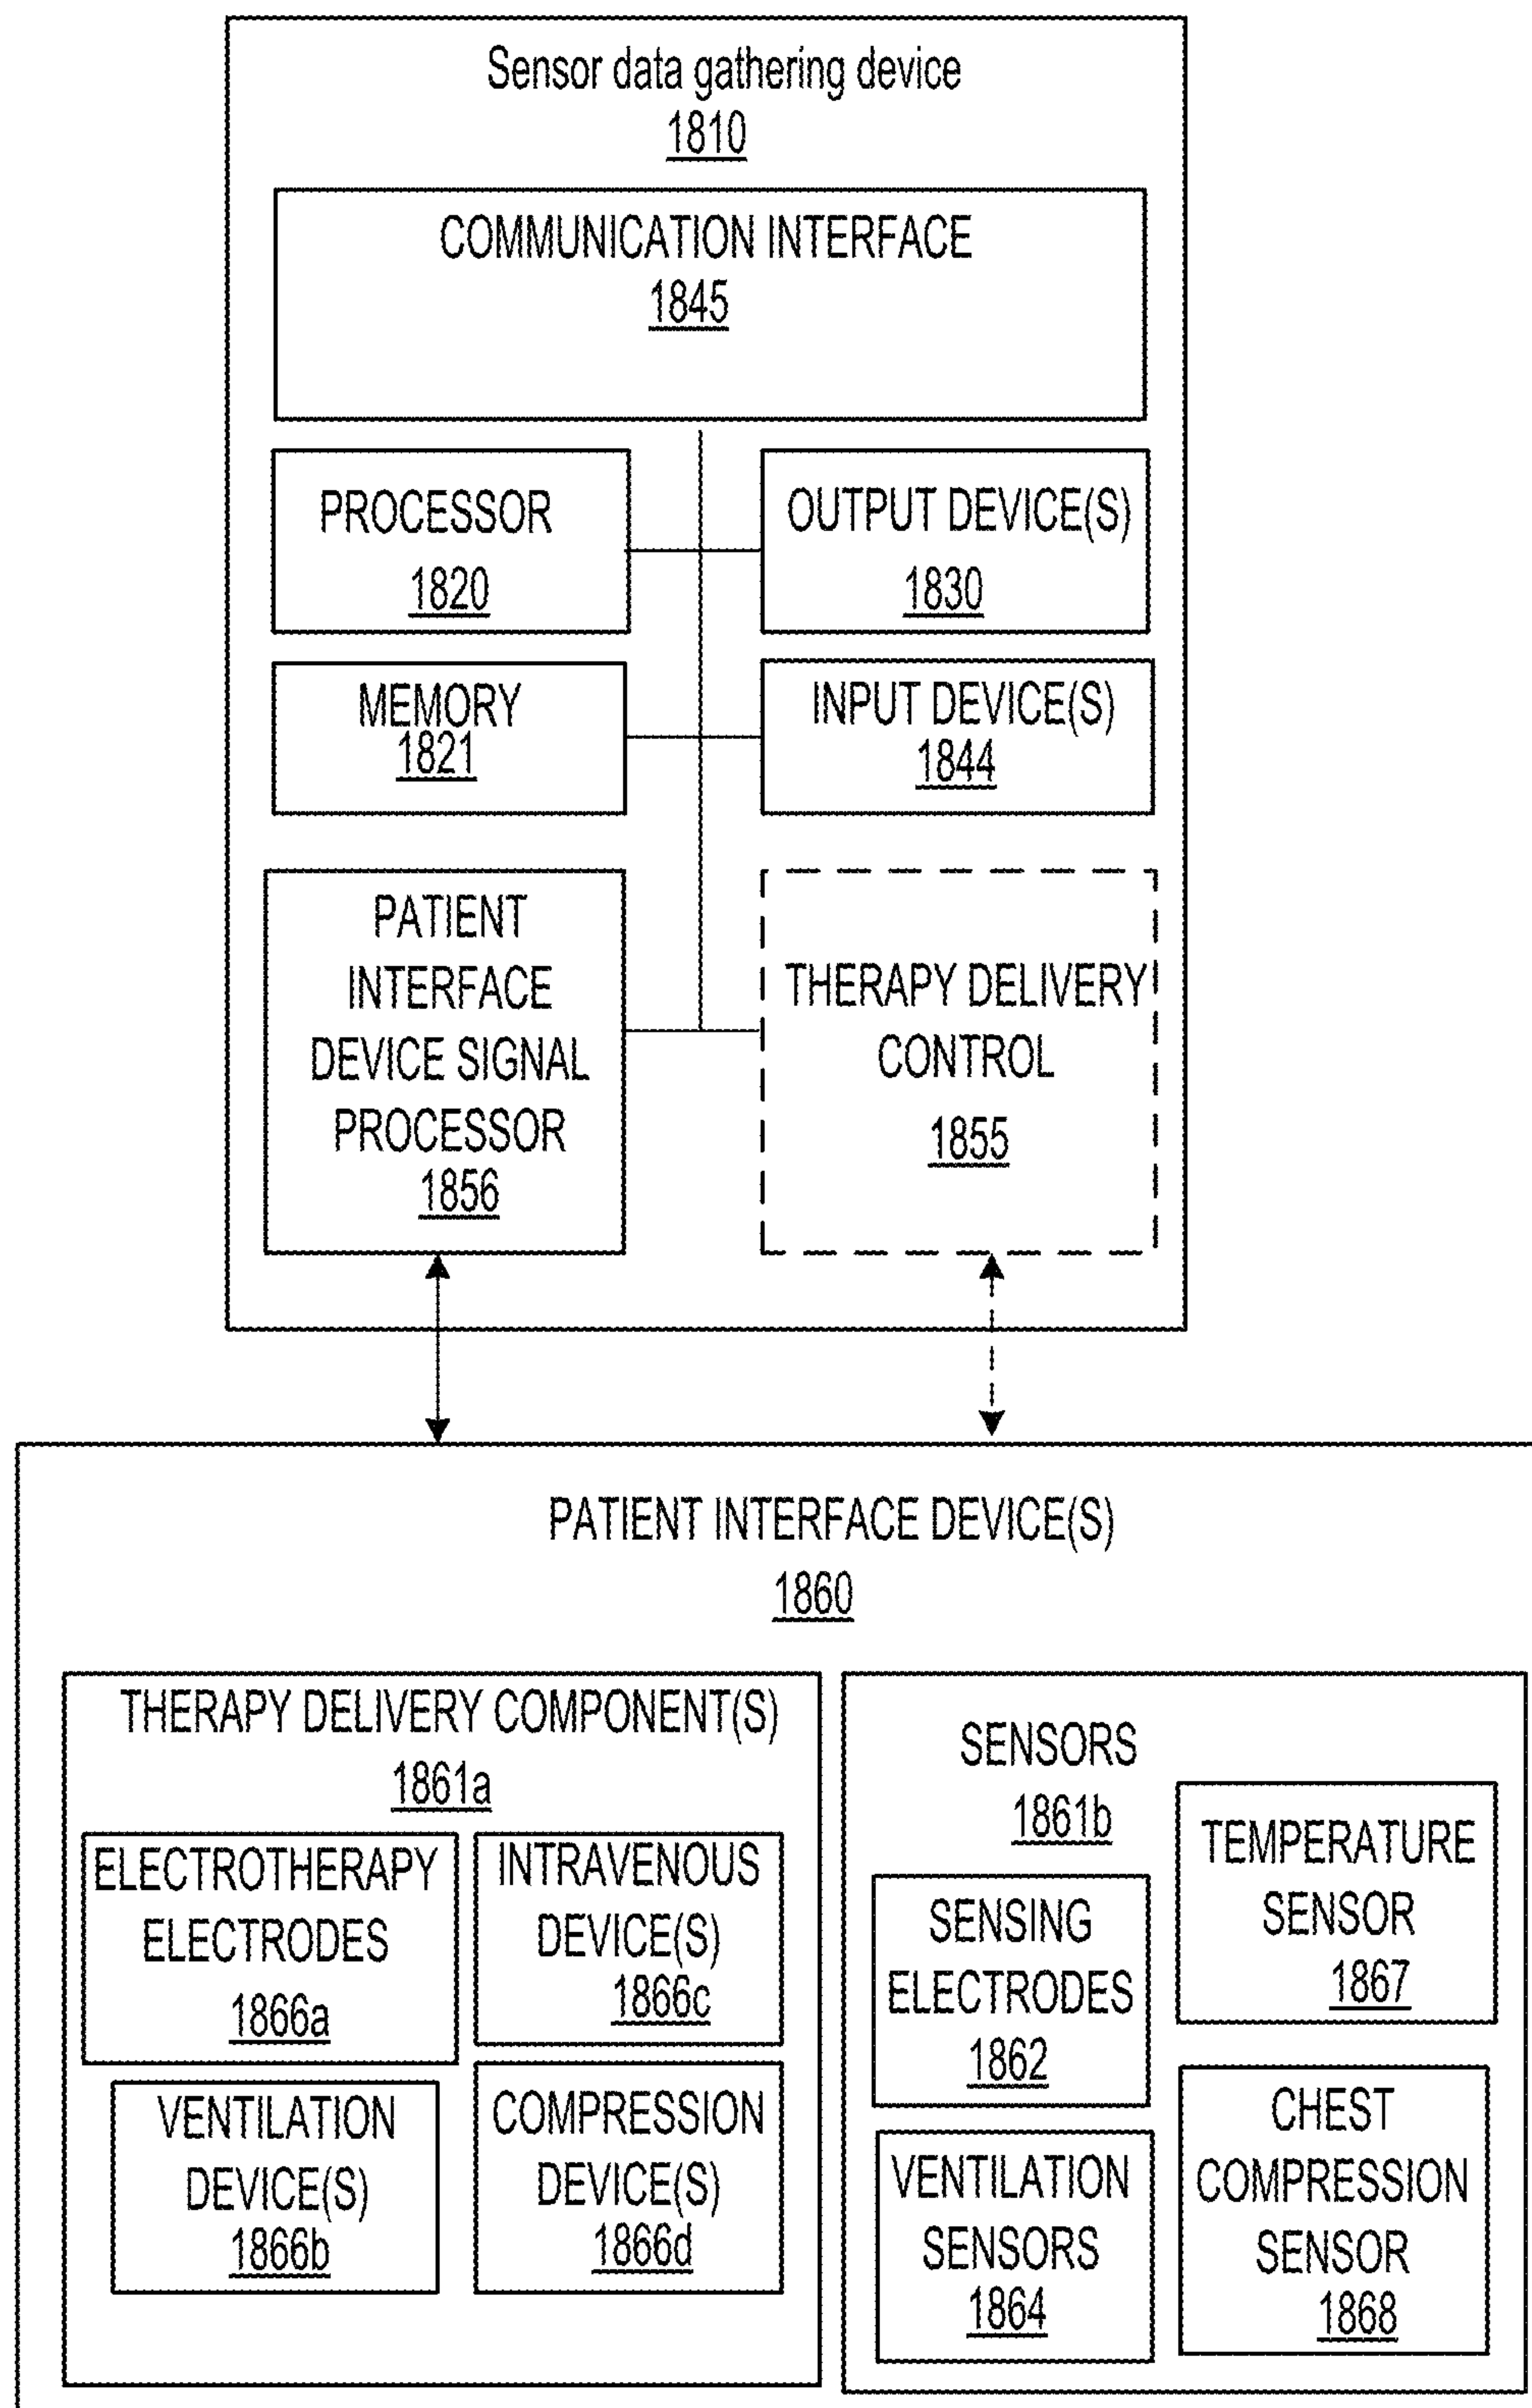 Sensor data gathering device
1810
COMMUNICATION INTERFACE
1845
PROCESSOR
1820
OUTPUT DEVICE(S)
1830
MEMORY
1821
INPUT DEVICE(S)
1844
PATIENT
INTERFACE
DEVICE SIGNAL
PROCESSOR
1856
THERAPY DELIVERY
CONTROL
1855
PATIENT INTERFACE DEVICE(S)
1860
THERAPY DELIVERY COMPONENT(S)
1861a
ELECTROTHERAPY
ELECTRODES
1866a
INTRAVENOUS
DEVICE(S)
1866c
VENTILATION
DEVICE(S)
1866b
COMPRESSION
DEVICE(S)
1866d
SENSORS
1861b
TEMPERATURE
SENSOR
1867
SENSING
ELECTRODES
1862
VENTILATION
SENSORS
1864
CHEST
COMPRESSION
SENSOR
1868